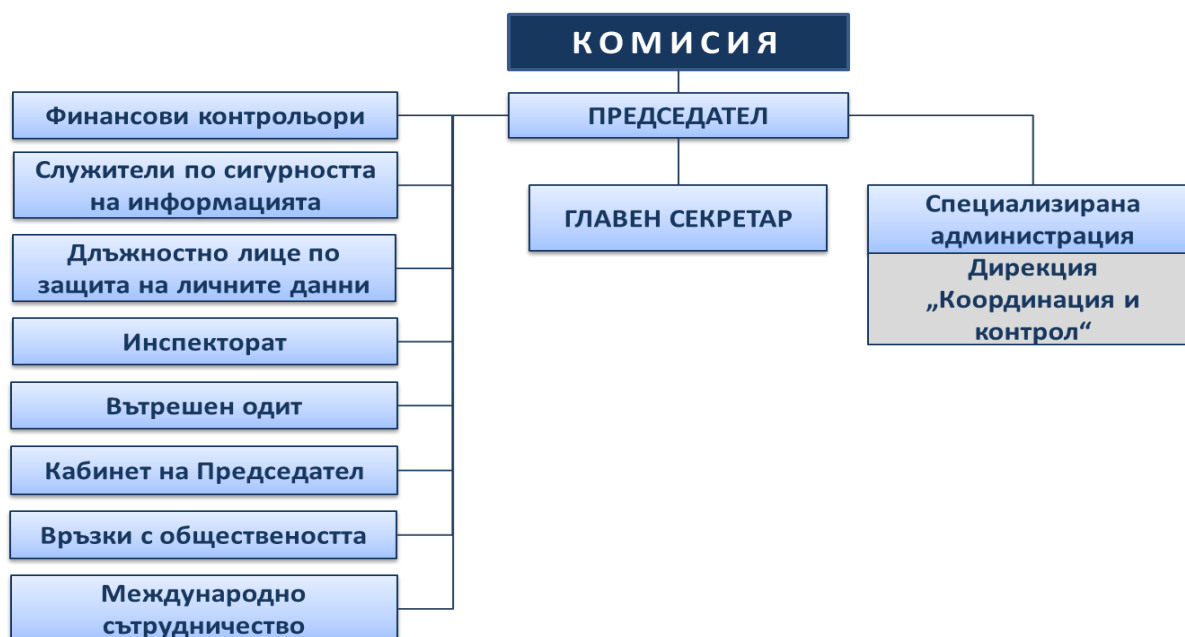 КОМИСИЯ
ПРЕДСЕДАТЕЛ
Финансови контрольори
Служители по сигурността
на информацията
Длъжностно лице по
защита на личните данни
Инспекторат
Вътрешен одит
Кабинет на Председател
Връзки с обществеността
Международно
сътрудничество
ГЛАВЕН СЕКРЕТАР
Специализирана
администрация
Дирекция
„Координация и
контрол“